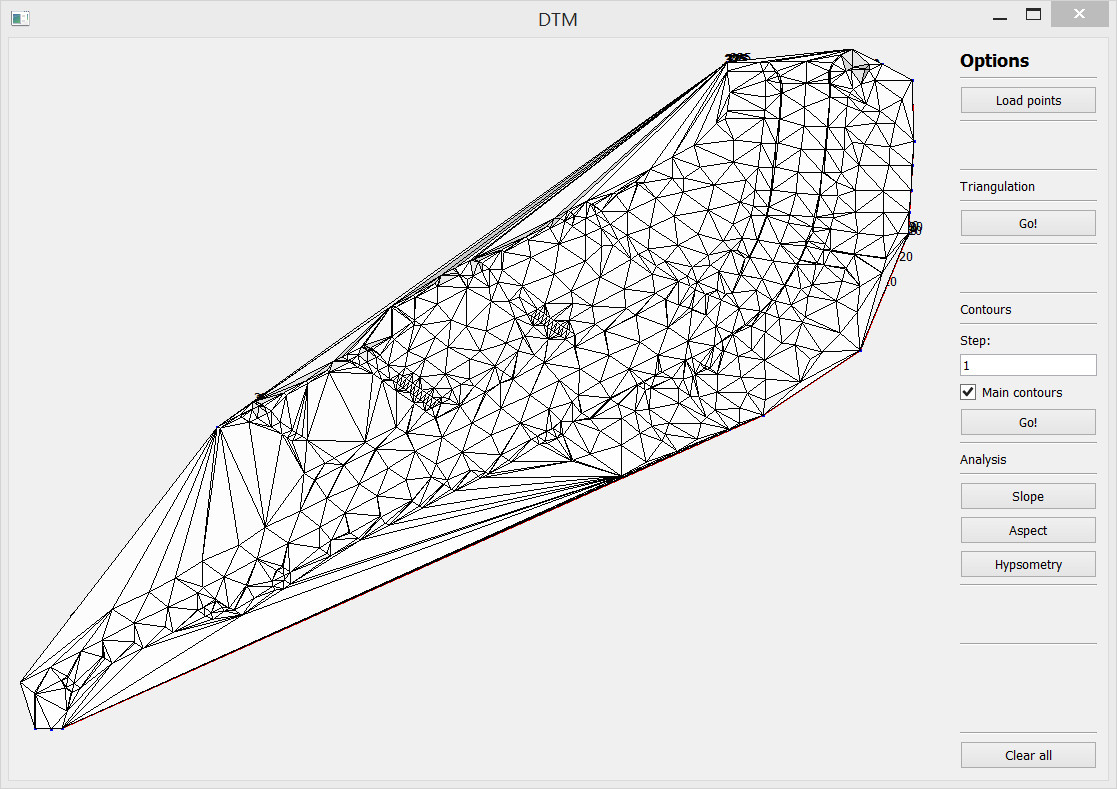 DTM
Options
Load points
Triangulation
Go!
Contours
Step:
1
Main contours
Go!
Analysis
Slope
Aspect
Hypsometry
Clear all
20